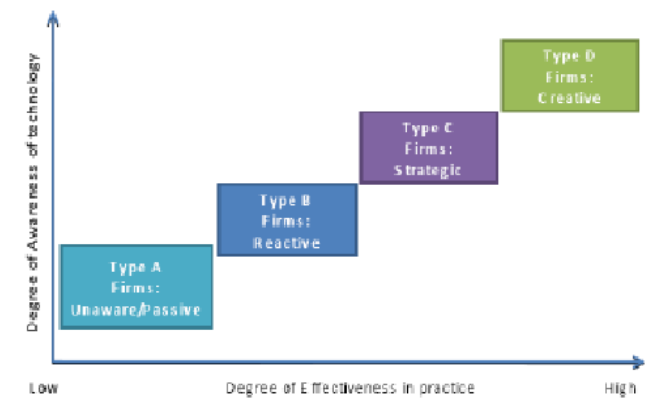 Degree of Awareness of technology
Type D
Firms:
Creative
Type C
Firms:
Strategic
Type B
Firms:
Reactive
Type A
Firms:
Unaware/Passive
Low
Degree of Effectiveness in practice
High